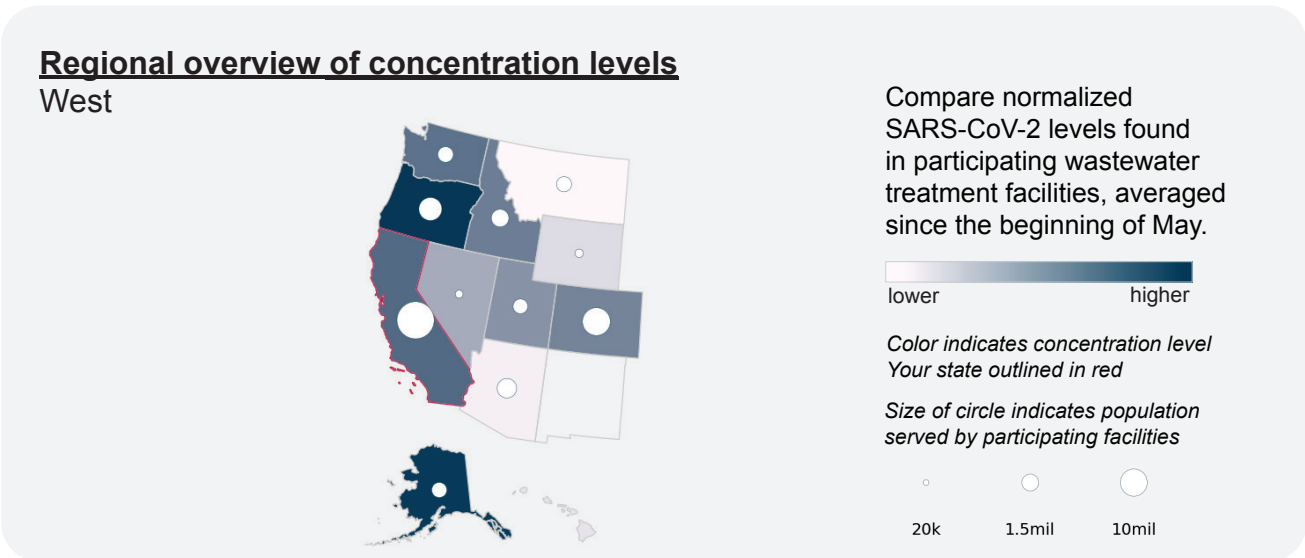 Regional overview of concentration levels
West
Compare normalized
SARS-CoV-2 levels found
in participating wastewater
treatment facilities, averaged
since the beginning of May.
lower higher
Color indicates concentration level
Your state outlined in red
Size of circle indicates population
served by participating facilities
20k 1.5mil 10mil